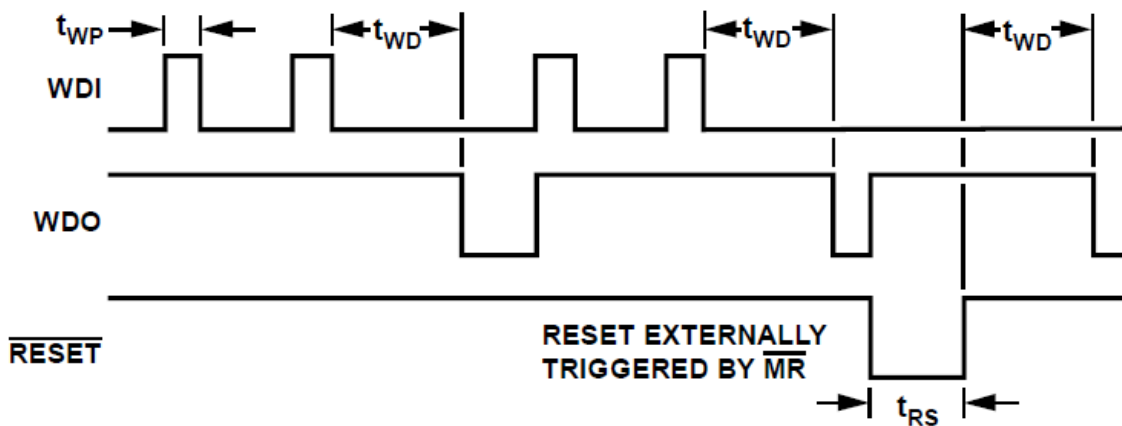 tWP
tWD
tWD
tWD
WDI
WDO
RESET
RESET EXTERNALLY
TRIGGERED BY MR
tRS